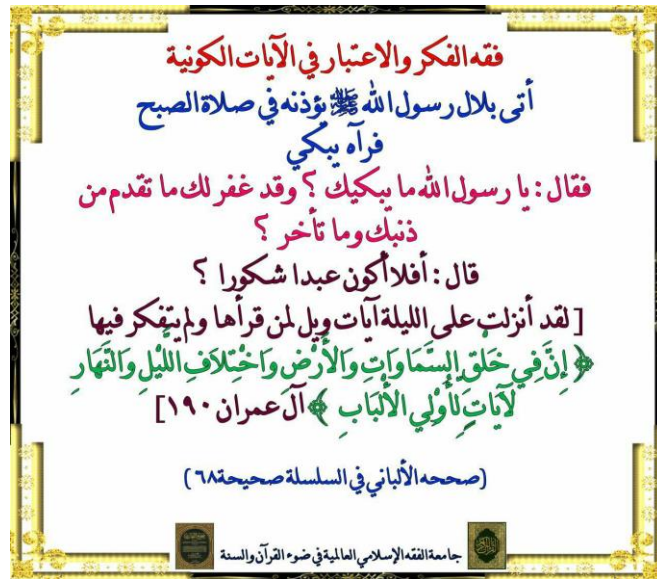 فقه الفكر والاعتبار في الآيات الكونية
أتى بلال رسول الله ﷺ يؤذنه في صلاة الصبح
فرآه يبكي
فقال : يا رسول الله ما يبكيك ؟ وقد غفر لك ما تقدم من
ذنبك وما تأخر ؟
قال : أفلا أكون عبدا شكورا ؟
[ لقد أنزلت على الليلة آيات ويل لمن قرأها ولم يتفكر فيها
﴿ إِنَّ فِي خَلْقِ السَّمَاوَاتِ وَالْأَرْضِ وَاخْتِلَافِ اللَّيْلِ وَالنَّهَارِ
لَآيَاتٍ لِأُولِي الْأَلْبَابِ ﴾ آل عمران ١٩٠]
(صححه الألباني في السلسلة صحيحة ٦٨)
جامعة الفقه الإسلامي العالمية في ضوء القرآن والسنة